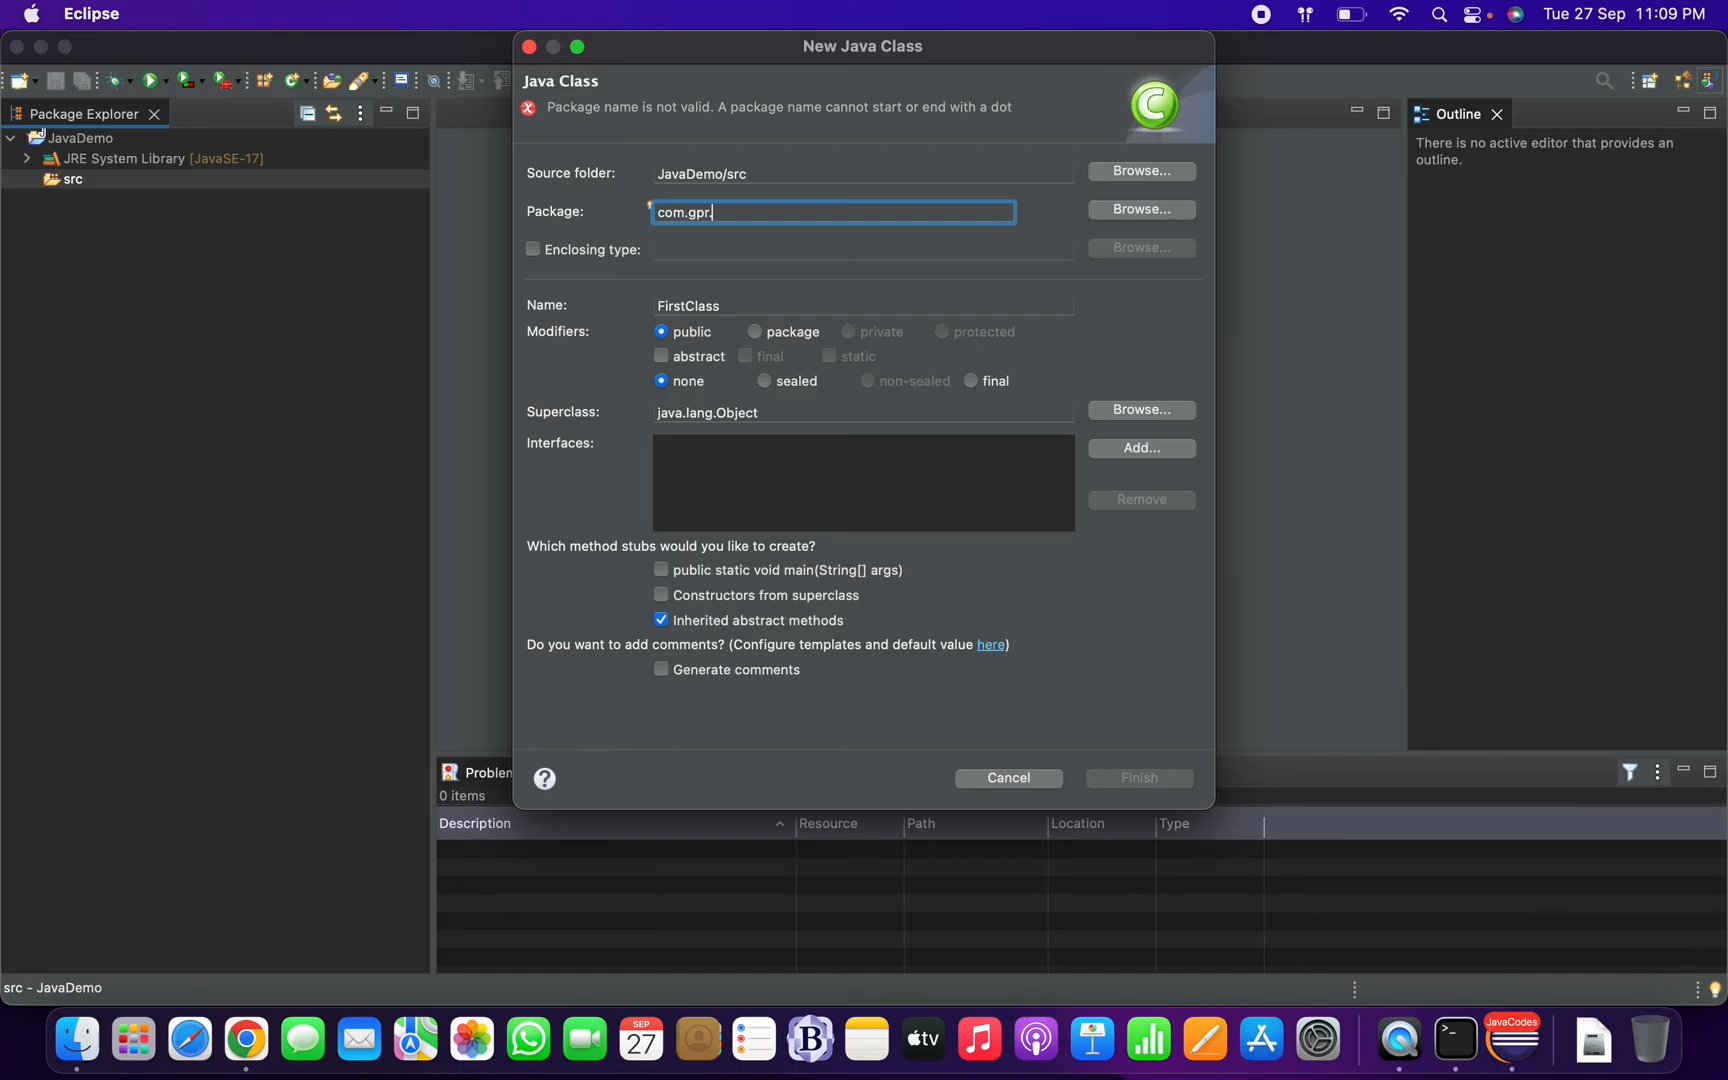 Eclipse
Tue 27 Sep 11:09 PM
New Java Class
Java Class
Package name is not valid. A package name cannot start or end with a dot
Package Explorer
JavaDemo
JRE System Library [JavaSE-17]
src
Outline
There is no active editor that provides an
outline.
Source folder: JavaDemo/src Browse...
Package: com.gpr. Browse...
Enclosing type: Browse...
Name: FirstClass
Modifiers: public package private protected
abstract final static
none sealed non-sealed final
Superclass: java.lang.Object Browse...
Interfaces: Add...
Remove
Which method stubs would you like to create?
public static void main(String[] args)
Constructors from superclass
Inherited abstract methods
Do you want to add comments? (Configure templates and default value here)
Generate comments
Cancel Finish
Problem
0 items
Description Resource Path Location Type
src - JavaDemo
SEP
27
tv
JavaCodes